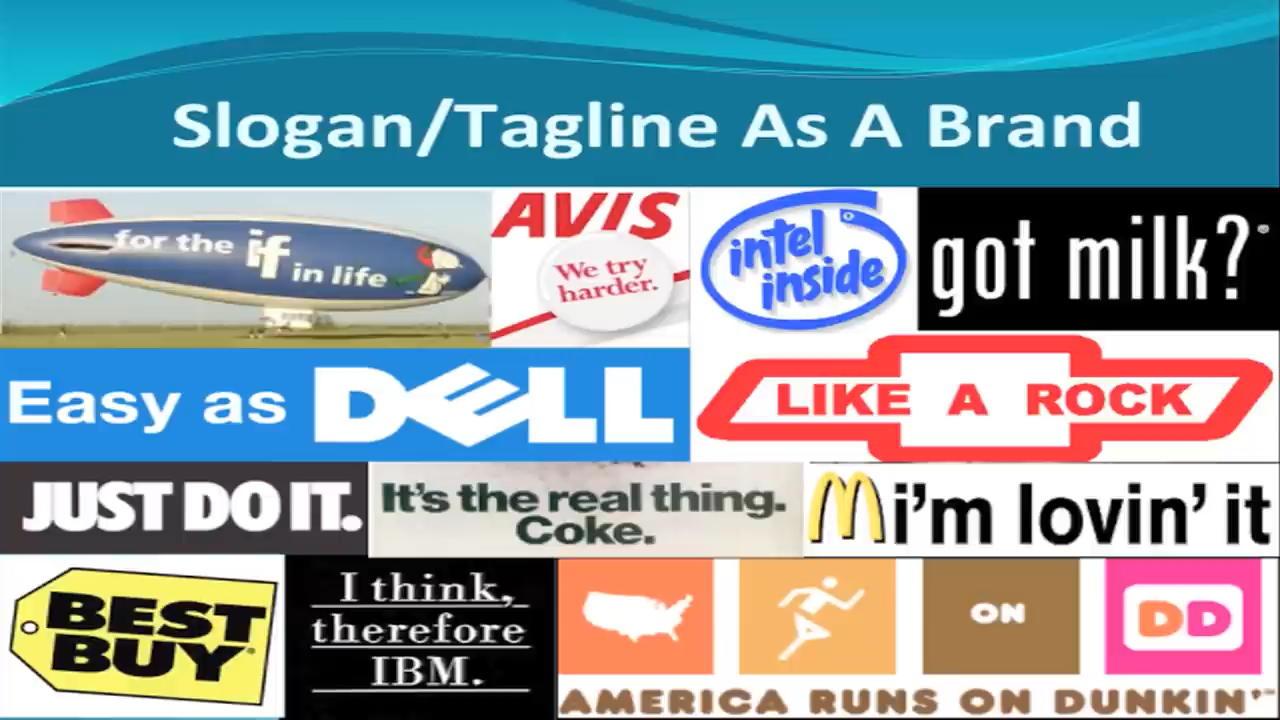 Slogan/Tagline As A Brand
for the if in life
AVIS
We try
harder.
intel
inside
got milk?
Easy as DELL
LIKE A ROCK
JUST DO IT.
It's the real thing.
Coke.
i'm lovin' it
BEST
BUY
I think,
therefore
IBM.
ON
DD
AMERICA RUNS ON DUNKIN'